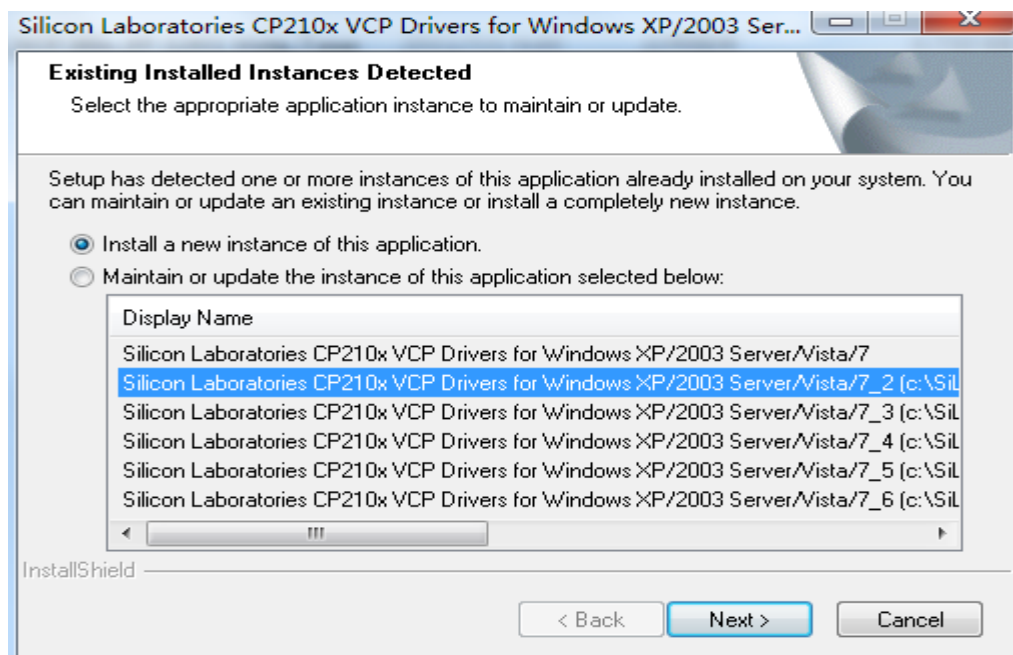 Silicon Laboratories CP210x VCP Drivers for Windows XP/2003 Ser...
Existing Installed Instances Detected
Select the appropriate application instance to maintain or update.
Setup has detected one or more instances of this application already installed on your system. You
can maintain or update an existing instance or install a completely new instance.
Install a new instance of this application.
Maintain or update the instance of this application selected below:
Display Name
Silicon Laboratories CP210x VCP Drivers for Windows XP/2003 Server/Vista/7
Silicon Laboratories CP210x VCP Drivers for Windows XP/2003 Server/Vista/7_2 (c:\SiL
Silicon Laboratories CP210x VCP Drivers for Windows XP/2003 Server/Vista/7_3 (c:\SiL
Silicon Laboratories CP210x VCP Drivers for Windows XP/2003 Server/Vista/7_4 (c:\SiL
Silicon Laboratories CP210x VCP Drivers for Windows XP/2003 Server/Vista/7_5 (c:\SiL
Silicon Laboratories CP210x VCP Drivers for Windows XP/2003 Server/Vista/7_6 (c:\SiL
InstallShield
< Back Next > Cancel